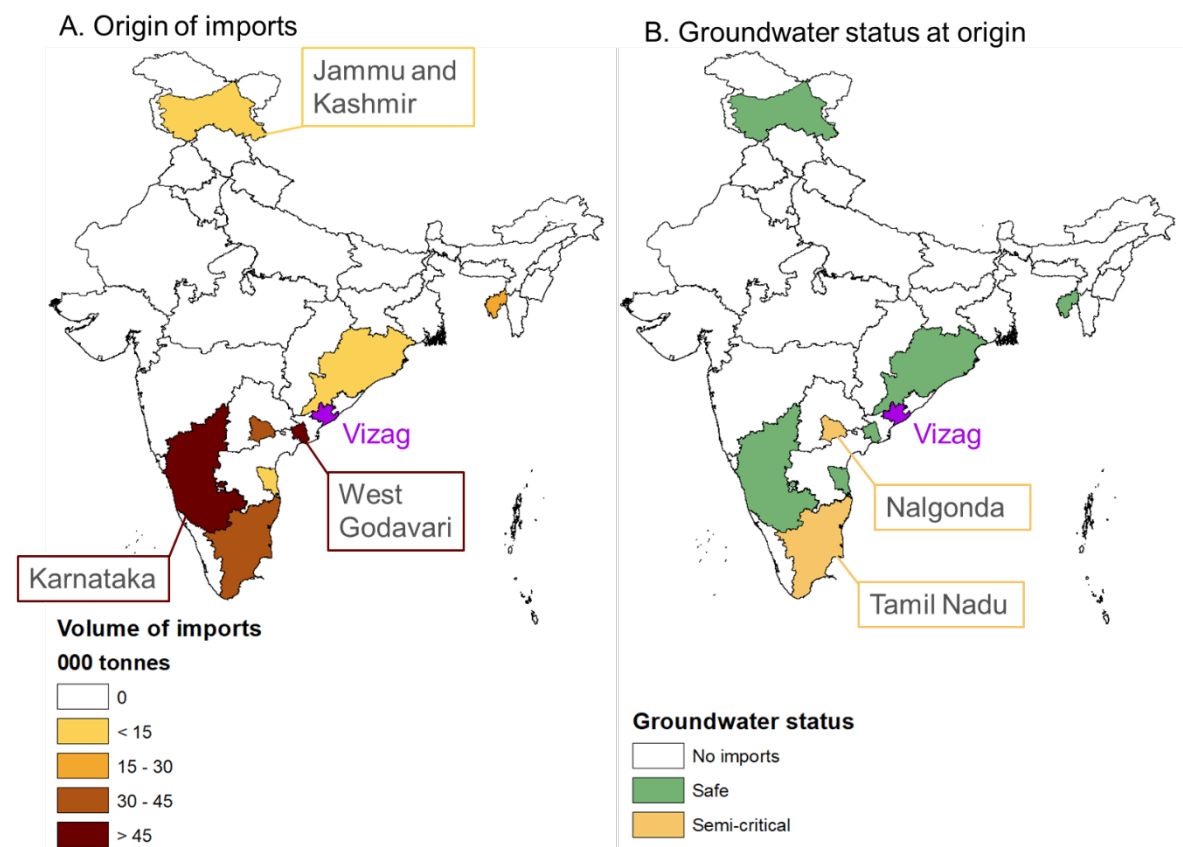 A. Origin of imports
Jammu and
Kashmir
Vizag
West
Godavari
Karnataka
Volume of imports
000 tonnes
0
< 15
15 - 30
30 - 45
> 45
B. Groundwater status at origin
Vizag
Nalgonda
Tamil Nadu
Groundwater status
No imports
Safe
Semi-critical